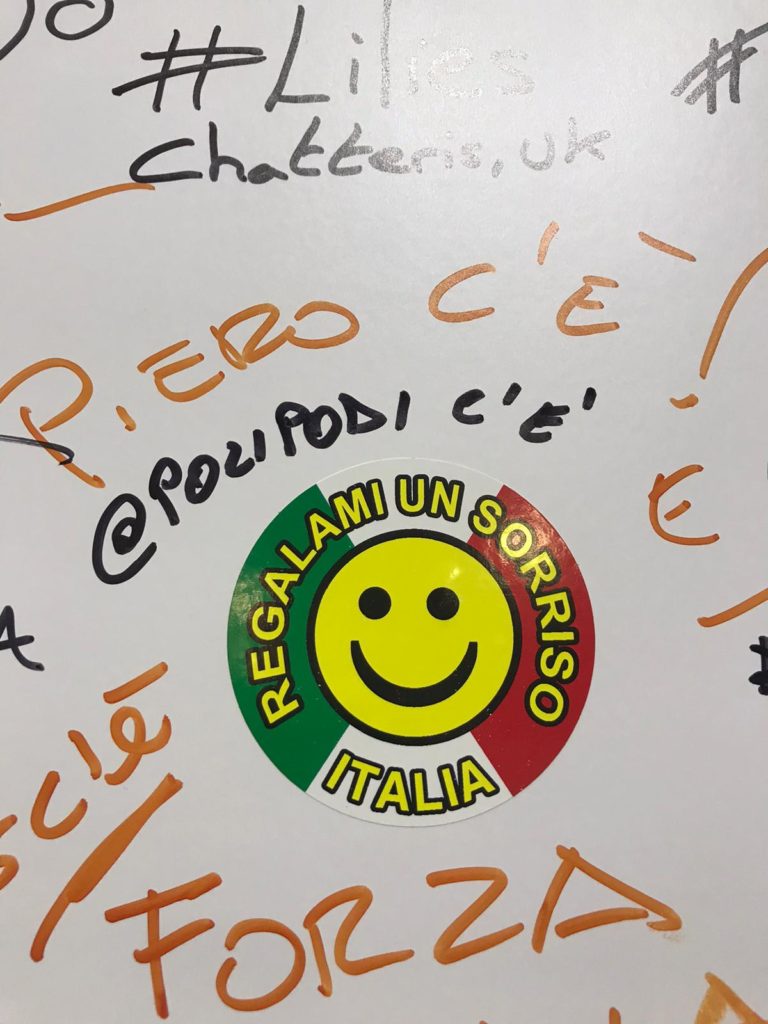 #Lilies
Chatteris, UK
PIERO C'È
@POLIPODI C'E'
È
REGALAMI UN SORRISO
ITALIA
C'è
FORZA